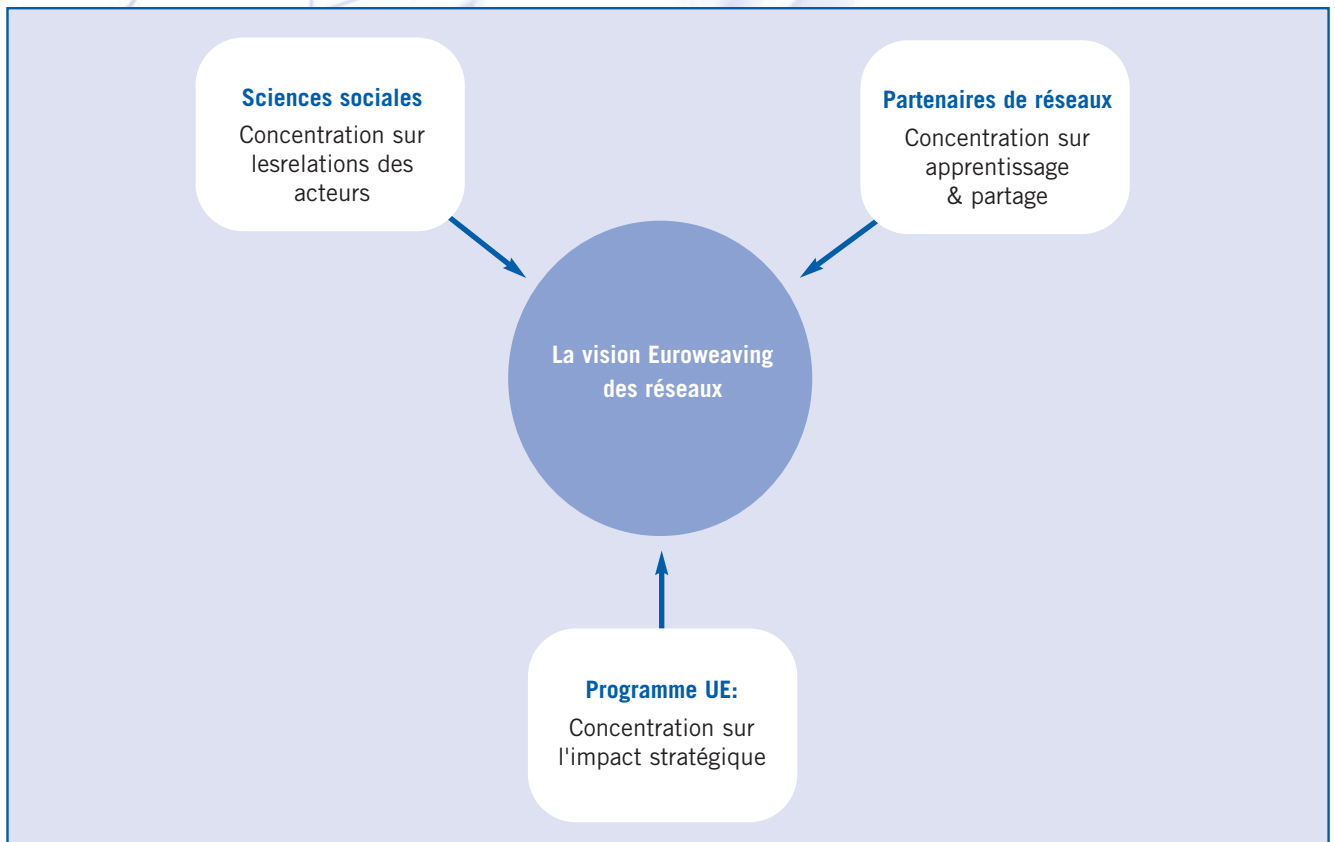 Sciences sociales
Concentration sur
lesrelations des
acteurs
Partenaires de réseaux
Concentration sur
apprentissage
& partage
La vision Euroweaving
des réseaux
Programme UE:
Concentration sur
l'impact stratégique